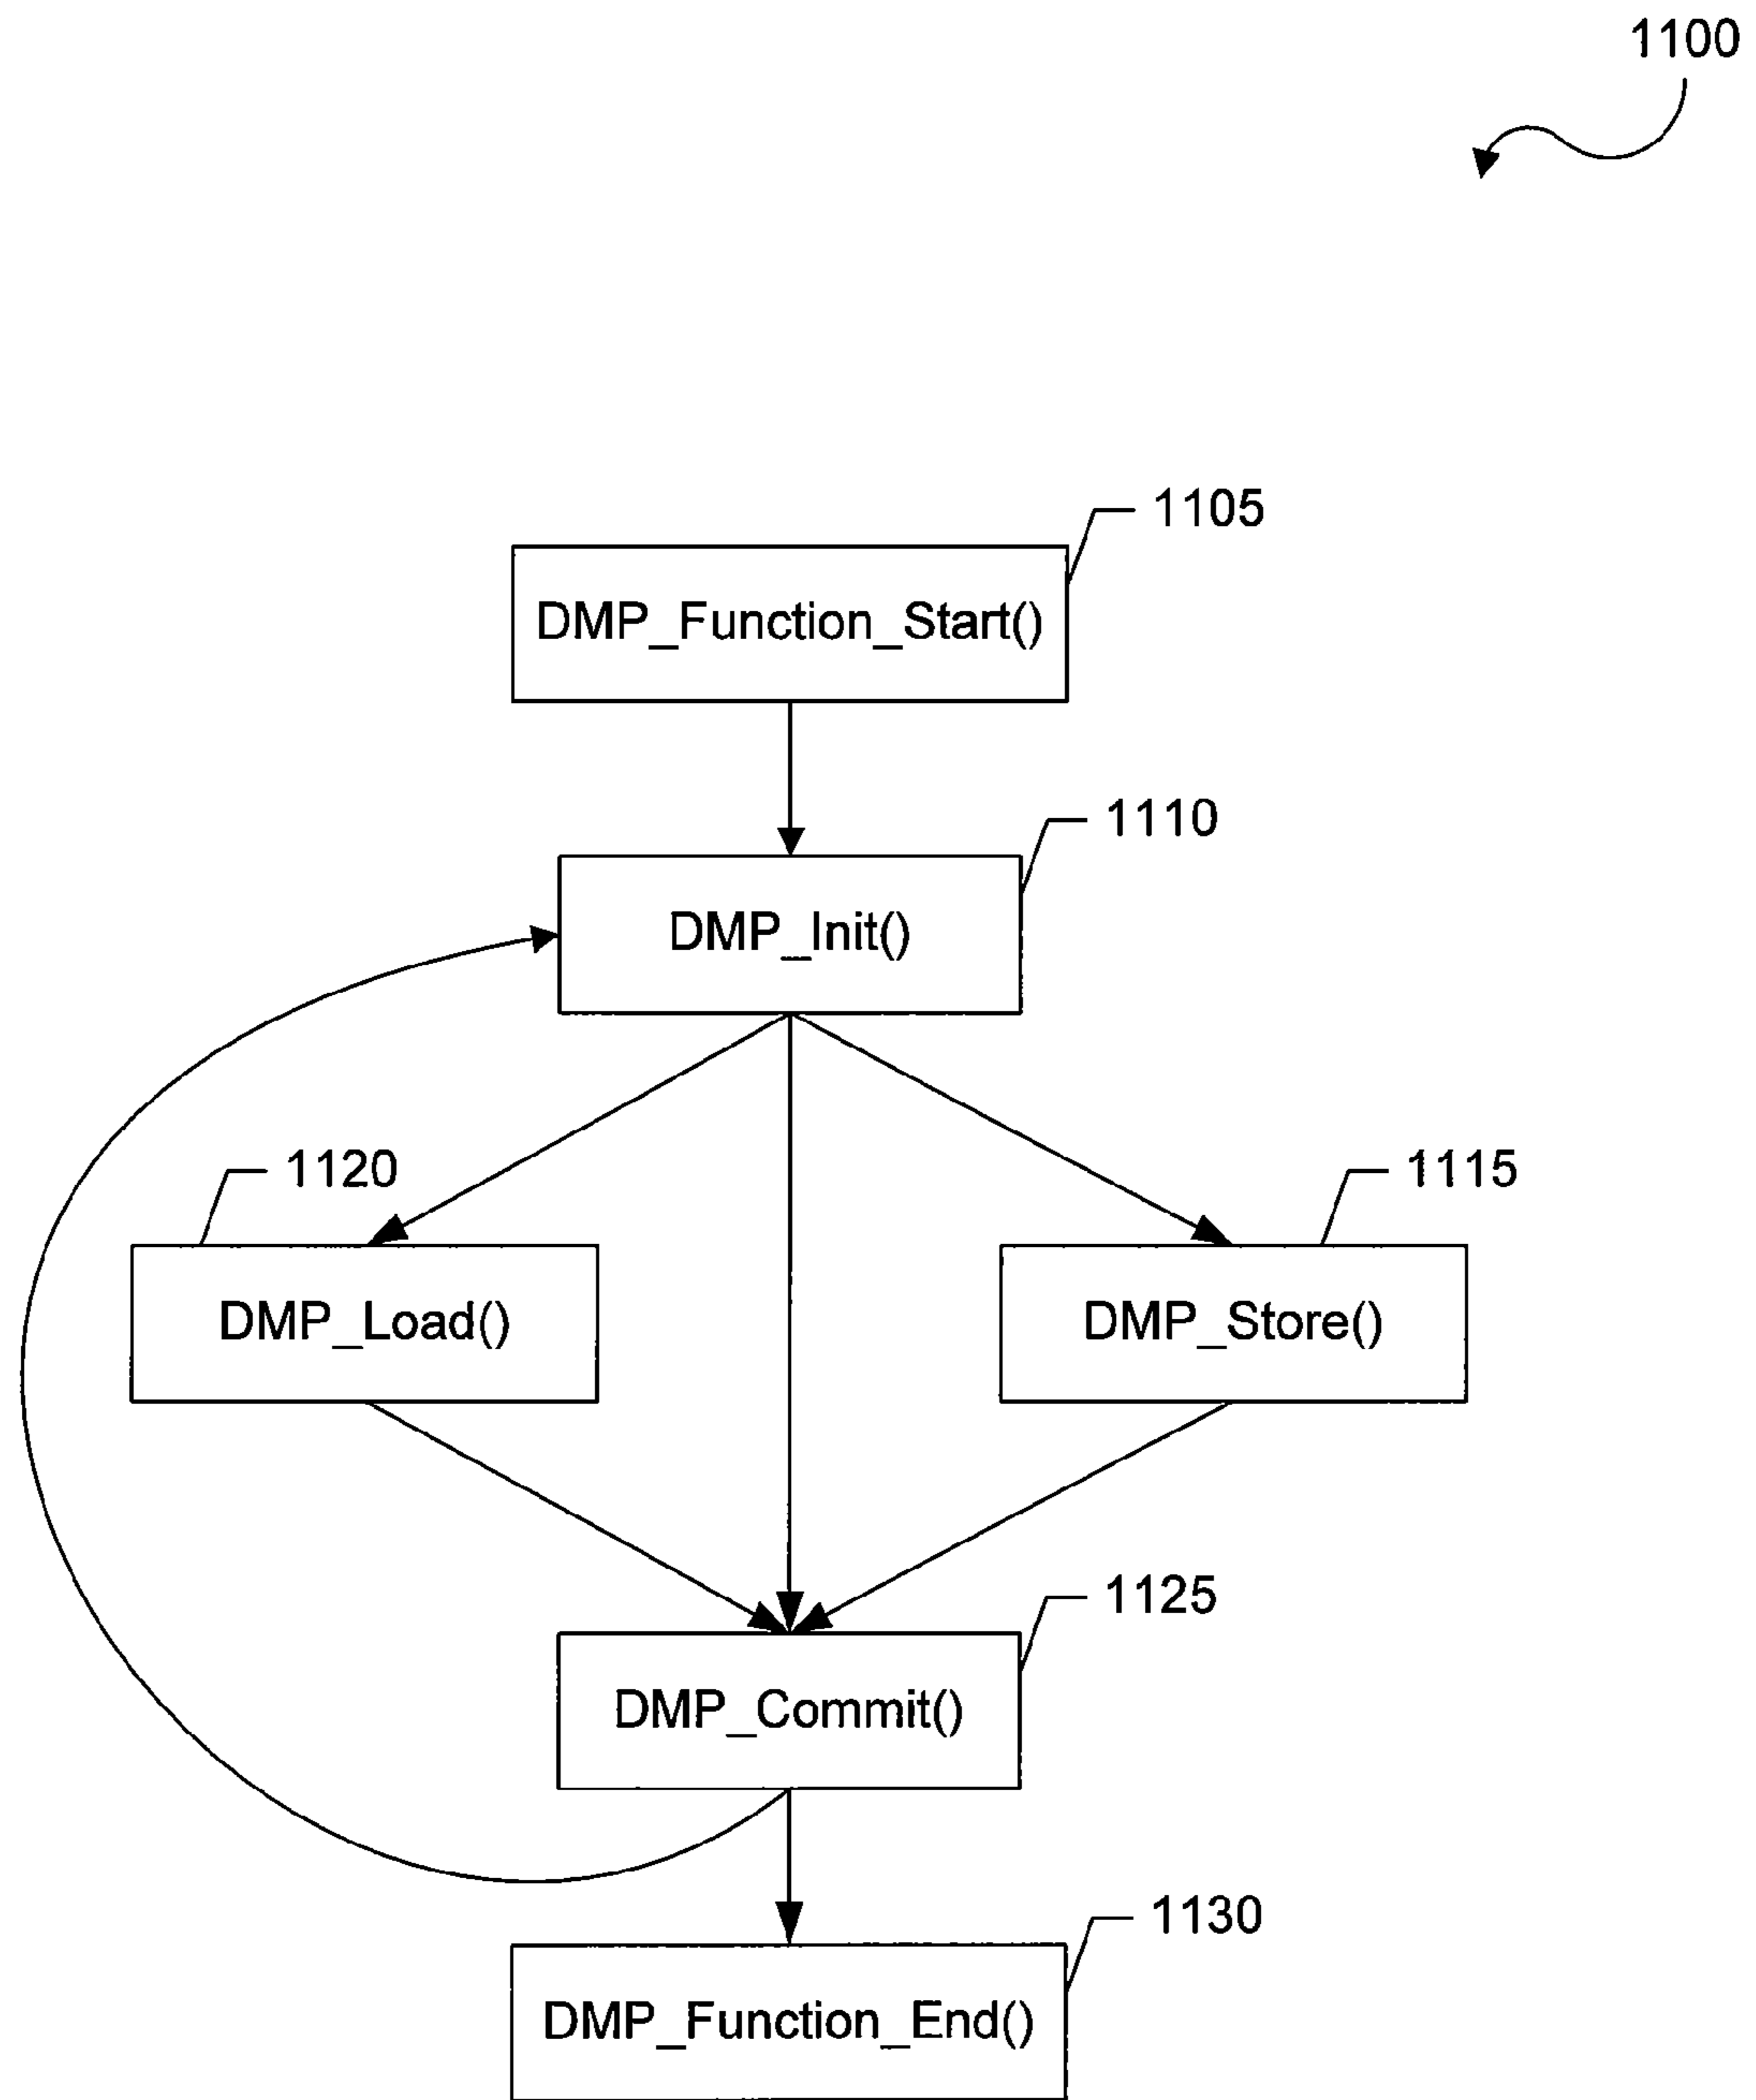 1100
1105
DMP_Function_Start()
1110
DMP_Init()
1120
1115
DMP_Load()
DMP_Store()
1125
DMP_Commit()
1130
DMP_Function_End()